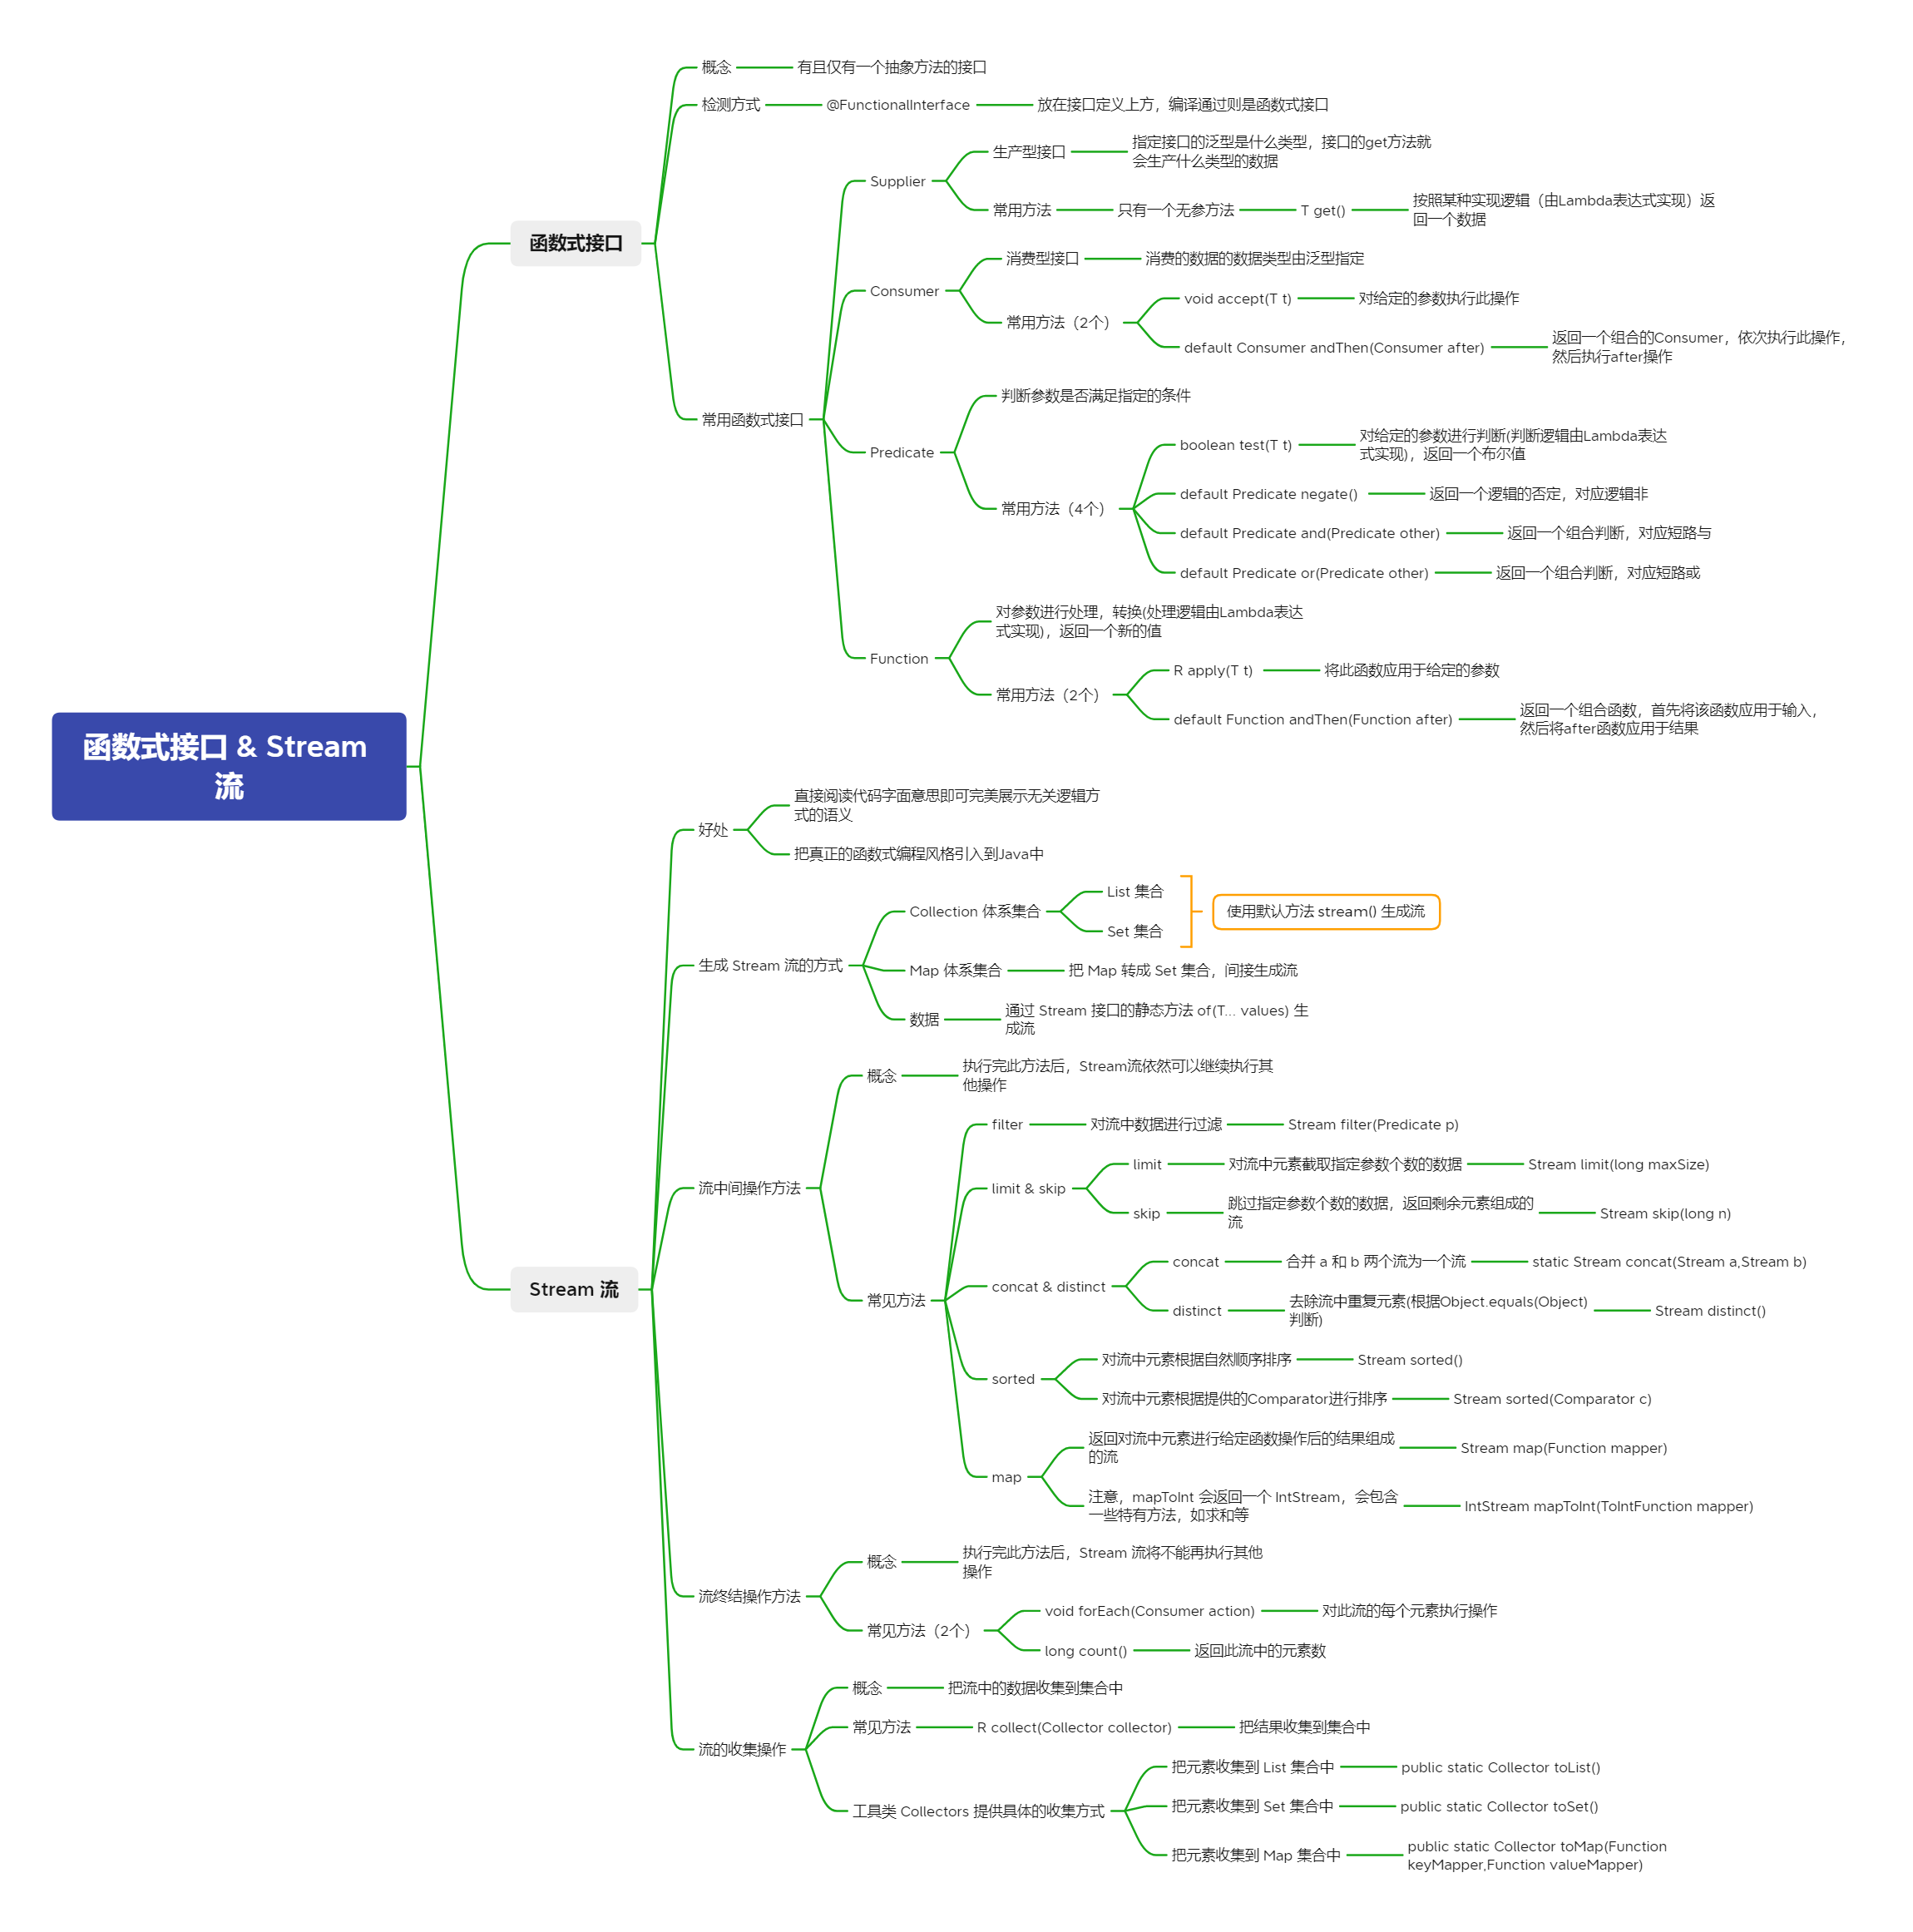 函数式接口 & Stream
流
函数式接口
概念
有且仅有一个抽象方法的接口
检测方式
@FunctionalInterface
放在接口定义上方，编译通过则是函数式接口
常用函数式接口
Supplier
生产型接口
指定接口的泛型是什么类型，接口的get方法就
会生产什么类型的数据
常用方法
只有一个无参方法
T get()
按照某种实现逻辑（由Lambda表达式实现）返
回一个数据
Consumer
消费型接口
消费的数据的数据类型由泛型指定
常用方法（2个）
void accept(T t)
对给定的参数执行此操作
default Consumer andThen(Consumer after)
返回一个组合的Consumer，依次执行此操作，
然后执行after操作
Predicate
判断参数是否满足指定的条件
常用方法（4个）
boolean test(T t)
对给定的参数进行判断(判断逻辑由Lambda表达
式实现)，返回一个布尔值
default Predicate negate()
返回一个逻辑的否定，对应逻辑非
default Predicate and(Predicate other)
返回一个组合判断，对应短路与
default Predicate or(Predicate other)
返回一个组合判断，对应短路或
Function
对参数进行处理，转换(处理逻辑由Lambda表达
式实现)，返回一个新的值
常用方法（2个）
R apply(T t)
将此函数应用于给定的参数
default Function andThen(Function after)
返回一个组合函数，首先将该函数应用于输入，
然后将after函数应用于结果
Stream 流
好处
直接阅读代码字面意思即可完美展示无关逻辑方
式的语义
把真正的函数式编程风格引入到Java中
生成 Stream 流的方式
Collection 体系集合
List 集合
Set 集合
使用默认方法 stream() 生成流
Map 体系集合
把 Map 转成 Set 集合，间接生成流
数据
通过 Stream 接口的静态方法 of(T... values) 生
成流
流中间操作方法
概念
执行完此方法后，Stream流依然可以继续执行其
他操作
常见方法
filter
对流中数据进行过滤
Stream filter(Predicate p)
limit & skip
limit
对流中元素截取指定参数个数的数据
Stream limit(long maxSize)
skip
跳过指定参数个数的数据，返回剩余元素组成的
流
Stream skip(long n)
concat & distinct
concat
合并 a 和 b 两个流为一个流
static Stream concat(Stream a,Stream b)
distinct
去除流中重复元素(根据Object.equals(Object)
判断)
Stream distinct()
sorted
对流中元素根据自然顺序排序
Stream sorted()
对流中元素根据提供的Comparator进行排序
Stream sorted(Comparator c)
map
返回对流中元素进行给定函数操作后的结果组成
的流
Stream map(Function mapper)
注意，mapToInt 会返回一个 IntStream，会包含
一些特有方法，如求和等
IntStream mapToInt(ToIntFunction mapper)
流终结操作方法
概念
执行完此方法后，Stream 流将不能再执行其他
操作
常见方法（2个）
void forEach(Consumer action)
对此流的每个元素执行操作
long count()
返回此流中的元素数
流的收集操作
概念
把流中的数据收集到集合中
常见方法
R collect(Collector collector)
把结果收集到集合中
工具类 Collectors 提供具体的收集方式
把元素收集到 List 集合中
public static Collector toList()
把元素收集到 Set 集合中
public static Collector toSet()
把元素收集到 Map 集合中
public static Collector toMap(Function
keyMapper,Function valueMapper)